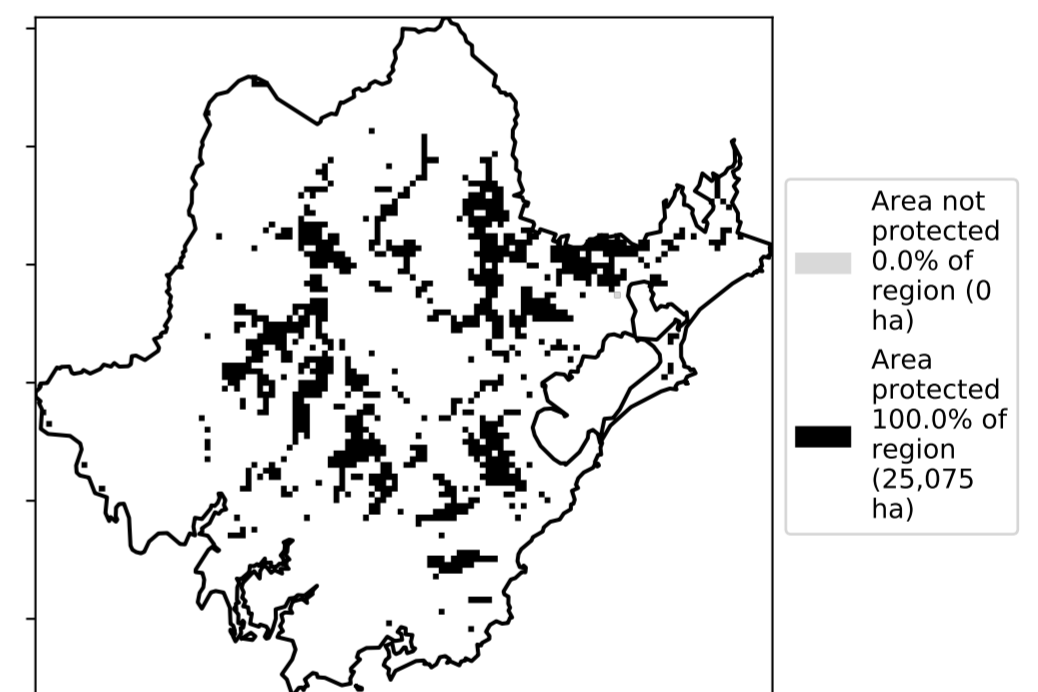 Area not
protected
0.0% of
region (0
ha)
Area
protected
100.0% of
region
(25,075
ha)